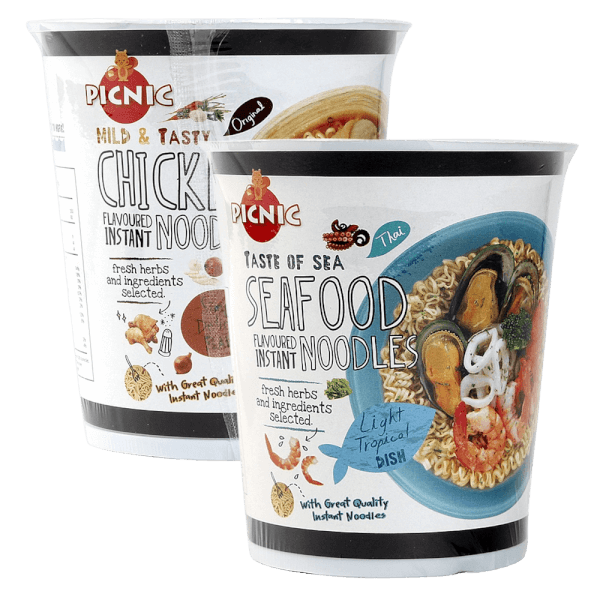 PICNIC
Original
MILD & TASTY
CHICK
FLAVOURED
INSTANT NOOD
fresh herbs
and ingredients
selected.
With Great Quali
Instant Noodle
PICNIC
Thai
TASTE OF SEA
SEAFOOD
FLAVOURED
INSTANT NOODLES
fresh herbs
and ingredients
selected.
Light
Tropical
DISH
With Great Quality
Instant Noodles